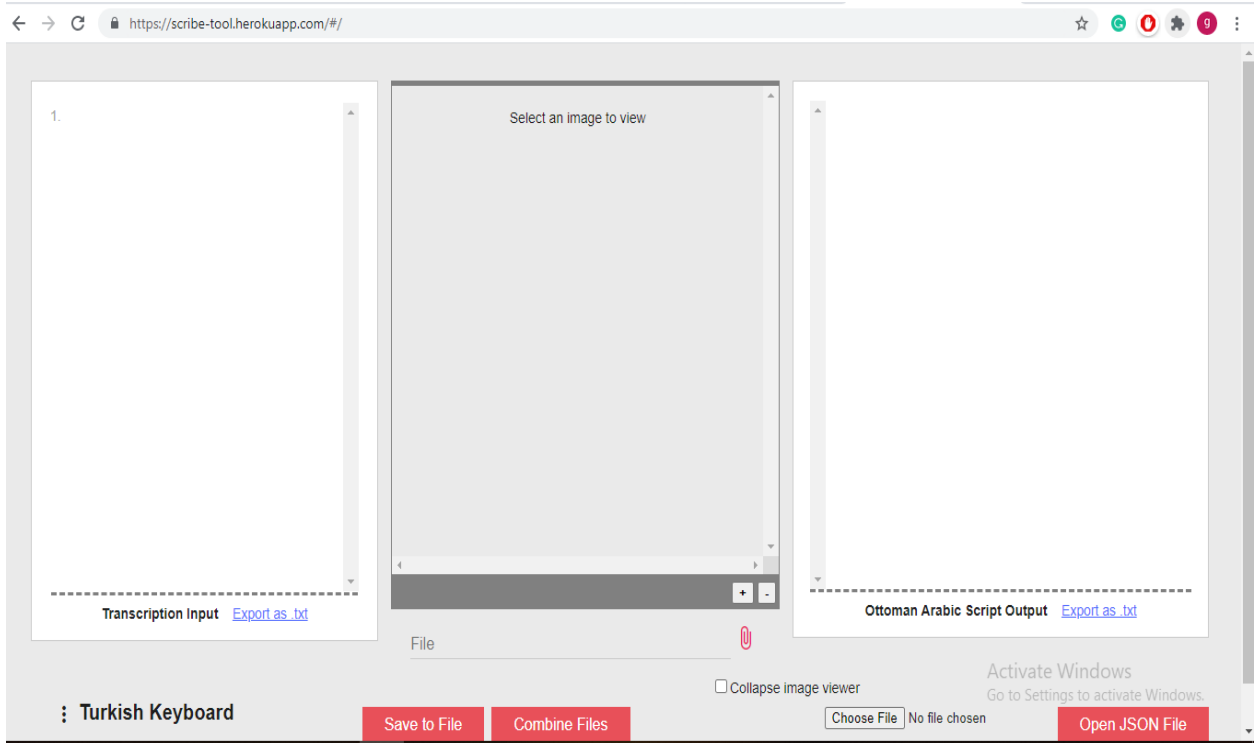 https://scribe-tool.herokuapp.com/#/
g
1.
Select an image to view
+ -
Transcription Input Export as .txt
Ottoman Arabic Script Output Export as .txt
File
Collapse image viewer
Activate Windows
Go to Settings to activate Windows.
Turkish Keyboard
Save to File
Combine Files
Choose File No file chosen
Open JSON File